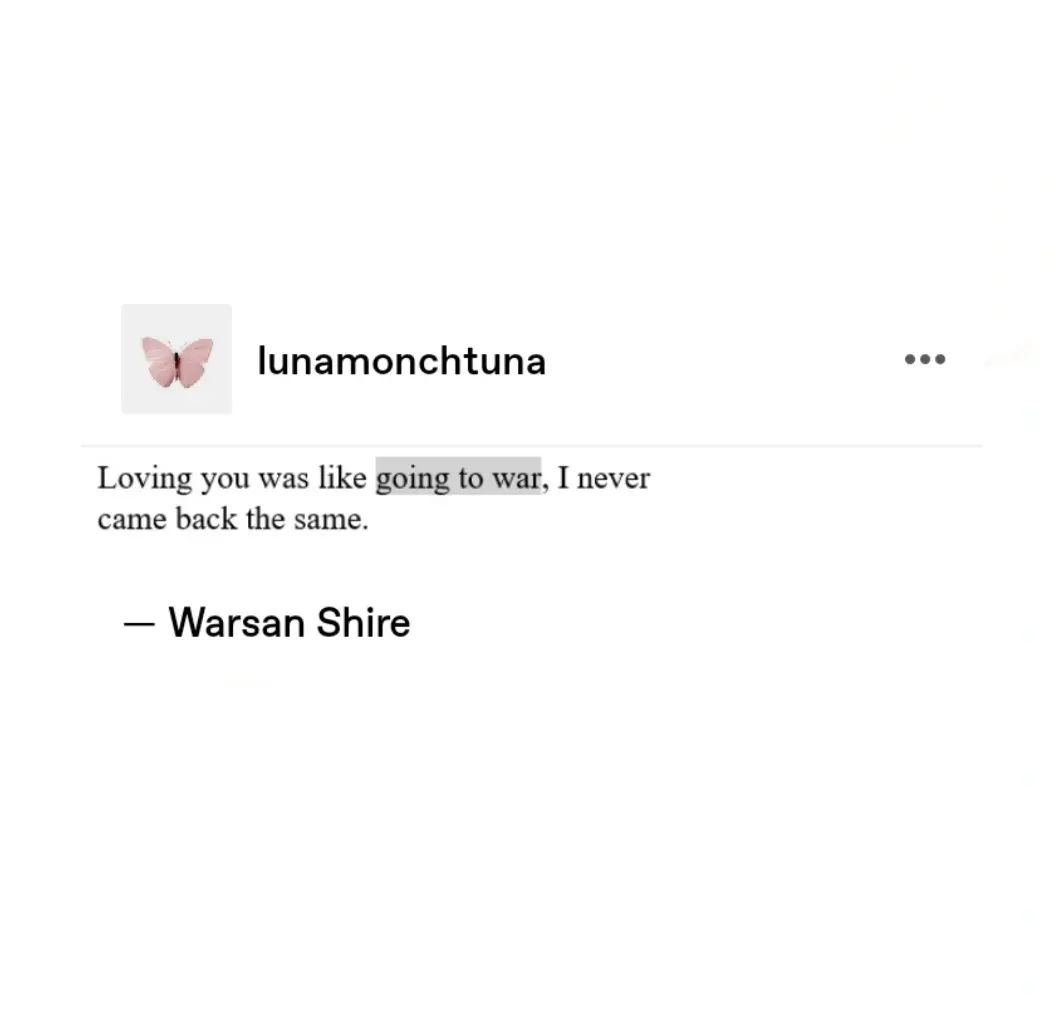 lunamonchtuna
Loving you was like going to war, I never
came back the same.
— Warsan Shire